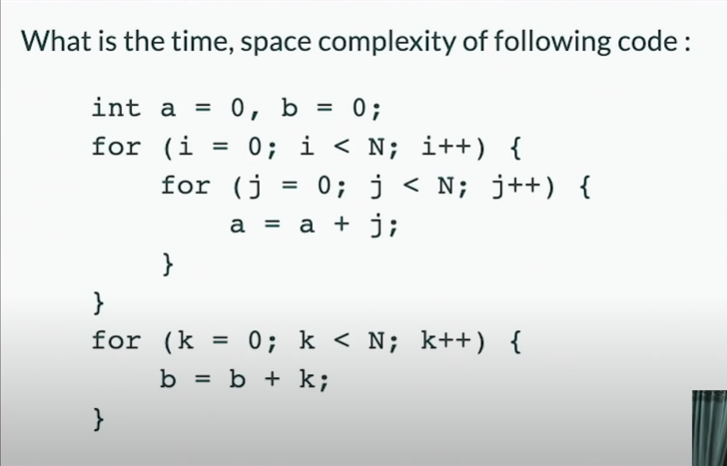 What is the time, space complexity of following code :
int a = 0, b = 0;
for (i = 0; i < N; i++) {
for (j = 0; j < N; j++) {
a = a + j;
}
}
for (k = 0; k < N; k++) {
b = b + k;
}